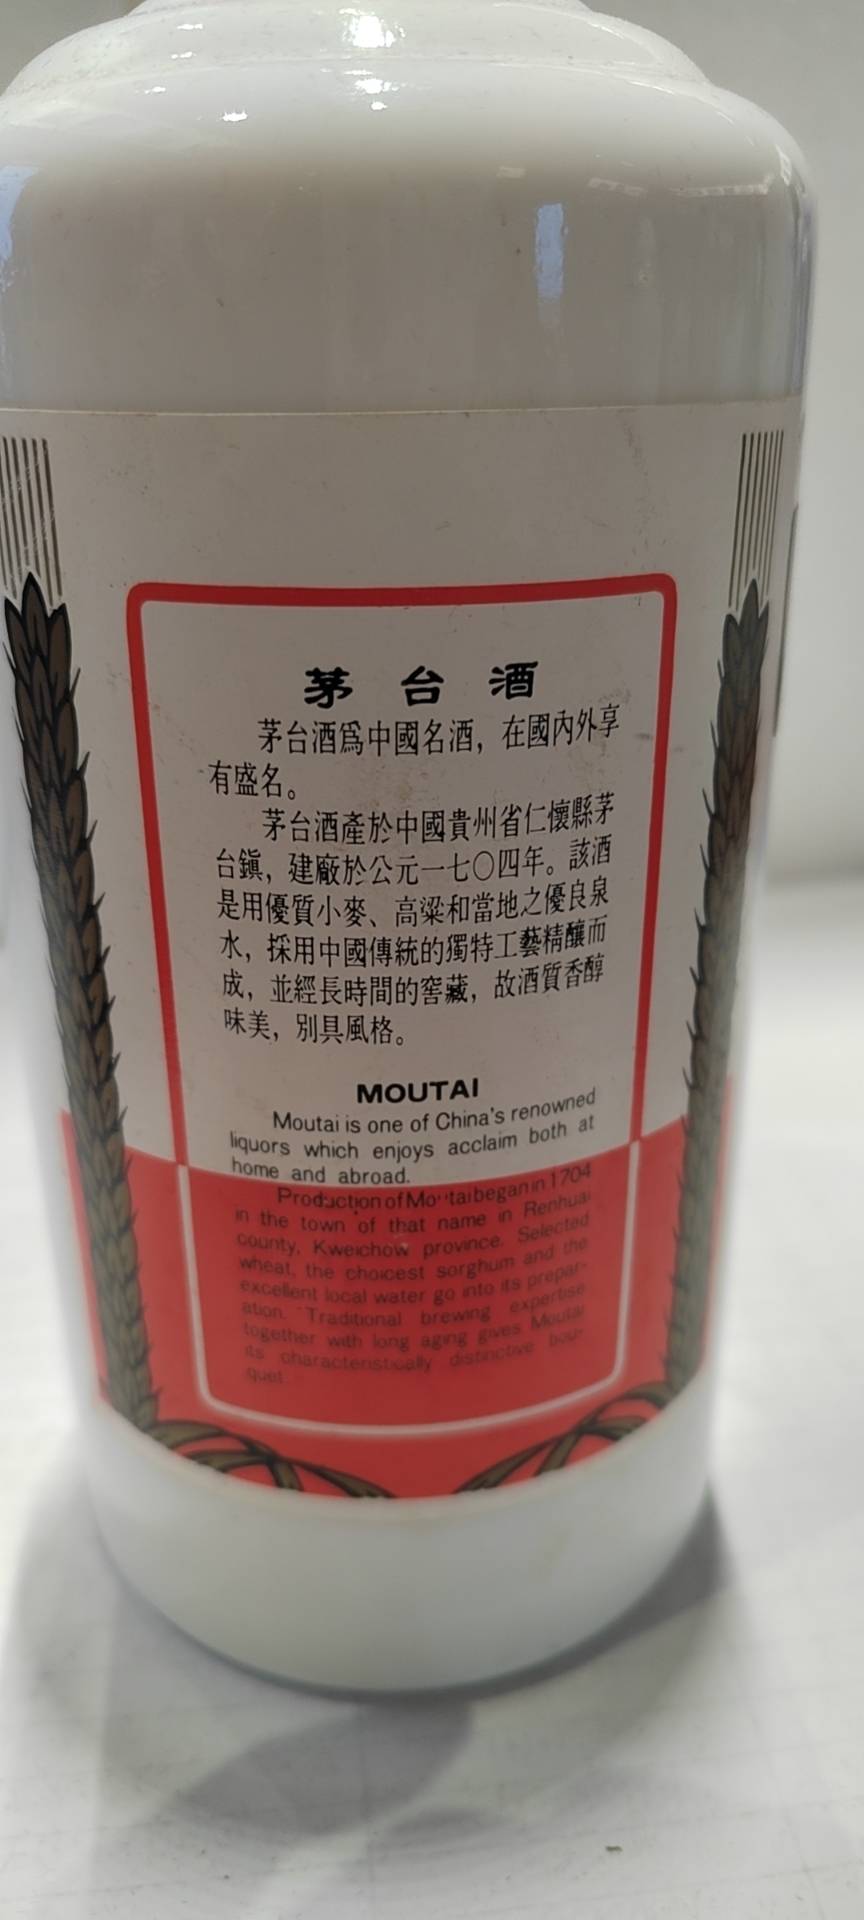 茅台酒
茅台酒爲中國名酒，在國內外享
有盛名。
茅台酒產於中國貴州省仁懷縣茅
台鎭，建廠於公元一七〇四年。該酒
是用優質小麥、高粱和當地之優良泉
水，採用中國傳統的獨特工藝精釀而
成，並經長時間的窖藏，故酒質香醇
味美，別具風格。
MOUTAI
Moutai is one of China's renowned
liquors which enjoys acclaim both at
home and abroad.
Production of Moutai began in 1704
in the town of that name in Renhuai
county, Kweichow province. Selected
wheat, the choicest sorghum and the
excellent local water go into its prepar-
ation. Traditional brewing expertise
together with long aging gives Moutai
its characteristically distinctive bou-
quet.